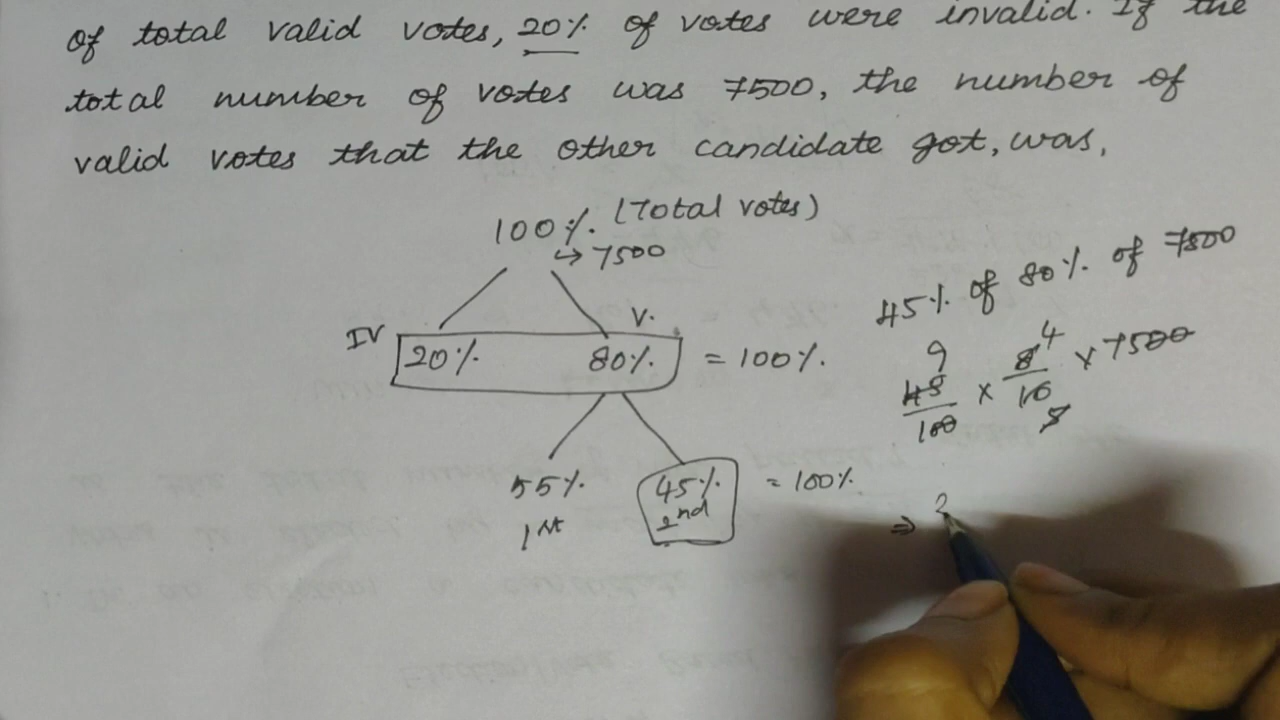 of total valid votes, 20% of votes were invalid. If the
total number of votes was 7500, the number of
valid votes that the other candidate got, was,
100%. (Total votes)
↳ 7500
IV V.
20% 80% = 100%.
55% 45% = 100%
1st 2nd
45% of 80% of 7500
9 4
45/100 × 8/10 × 7500
5
⇒